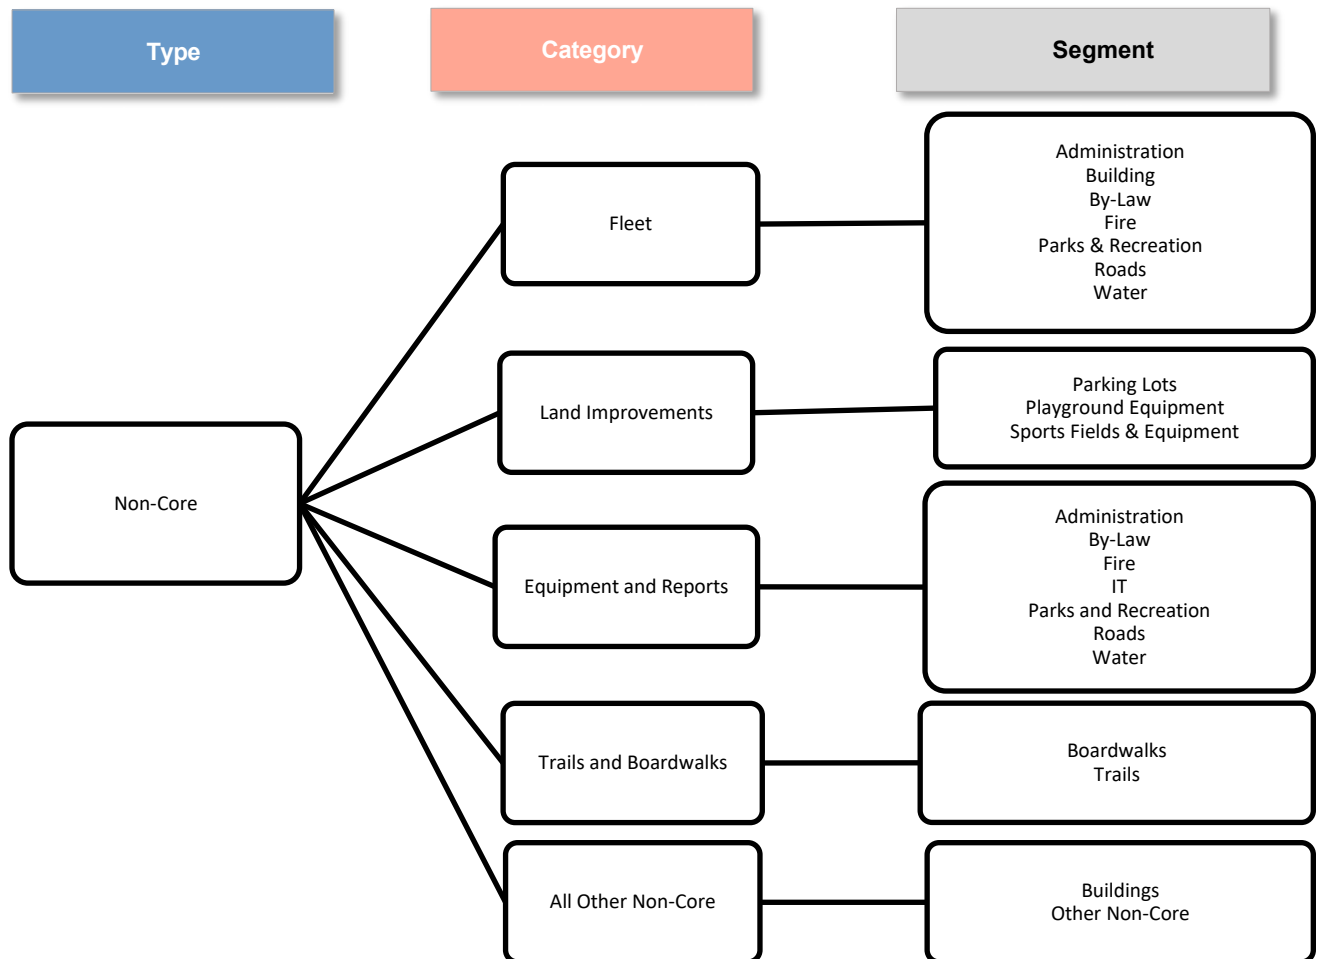 Type
Category
Segment
Non-Core
Fleet
Administration
Building
By-Law
Fire
Parks & Recreation
Roads
Water
Land Improvements
Parking Lots
Playground Equipment
Sports Fields & Equipment
Equipment and Reports
Administration
By-Law
Fire
IT
Parks and Recreation
Roads
Water
Trails and Boardwalks
Boardwalks
Trails
All Other Non-Core
Buildings
Other Non-Core